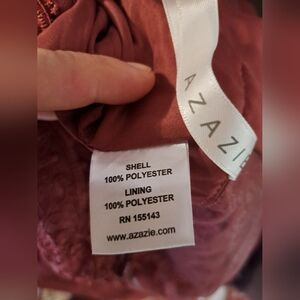 AZAZIE
SHELL
100% POLYESTER
LINING
100% POLYESTER
RN 155143
www.azazie.com